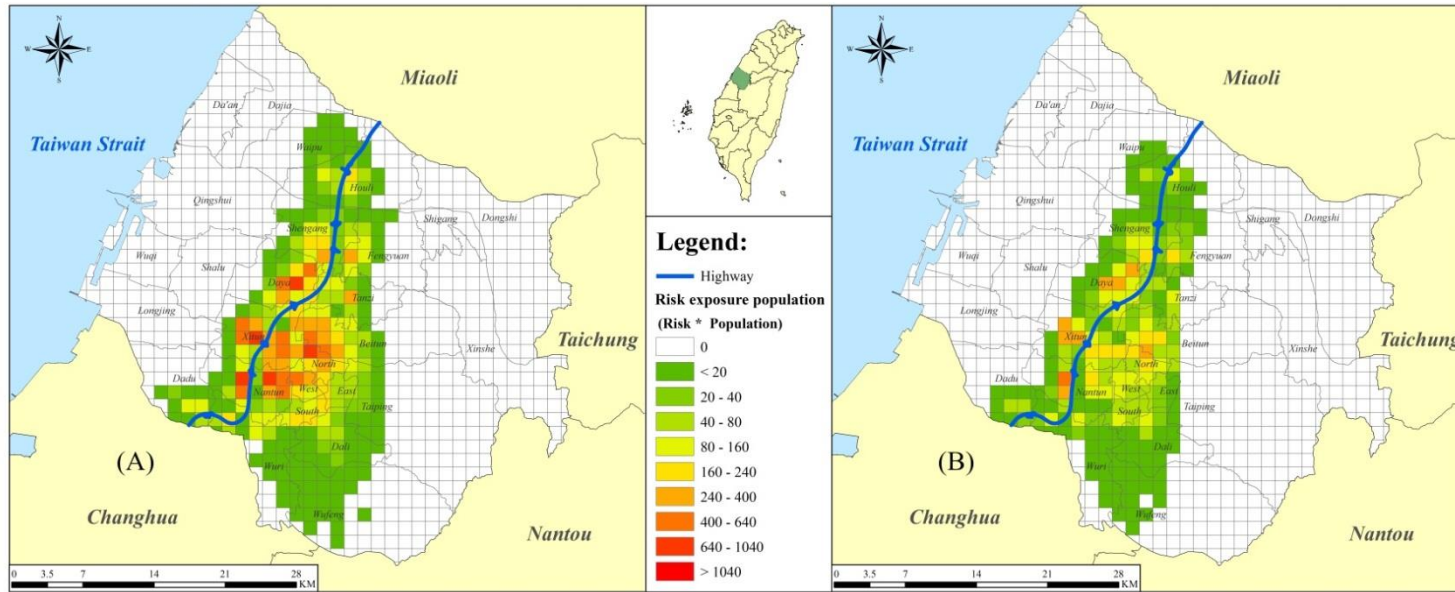 N
W
E
S
Miaoli
Da'an
Dajia
Taiwan Strait
Waipu
Houli
Qingshui
Shigang
Dongshi
Shengang
Wuqi
Fengyuan
Shalu
Daya
Tanzi
Longjing
Xitun
Beitun
Taichung
Xinshe
North
Dadu
West
East
Nantun
Taiping
South
Dali
(A)
Wuri
Changhua
Wufeng
Nantou
0 3.5 7 14 21 28
KM
Legend:
Highway
Risk exposure population
(Risk * Population)
0
< 20
20 - 40
40 - 80
80 - 160
160 - 240
240 - 400
400 - 640
640 - 1040
> 1040
N
W
E
S
Miaoli
Da'an
Dajia
Taiwan Strait
Waipu
Houli
Qingshui
Shigang
Dongshi
Shengang
Wuqi
Fengyuan
Shalu
Daya
Tanzi
Longjing
Xitun
Beitun
Taichung
Xinshe
North
Dadu
West
East
Nantun
Taiping
South
Dali
(B)
Wuri
Changhua
Wufeng
Nantou
0 3.5 7 14 21 28
KM